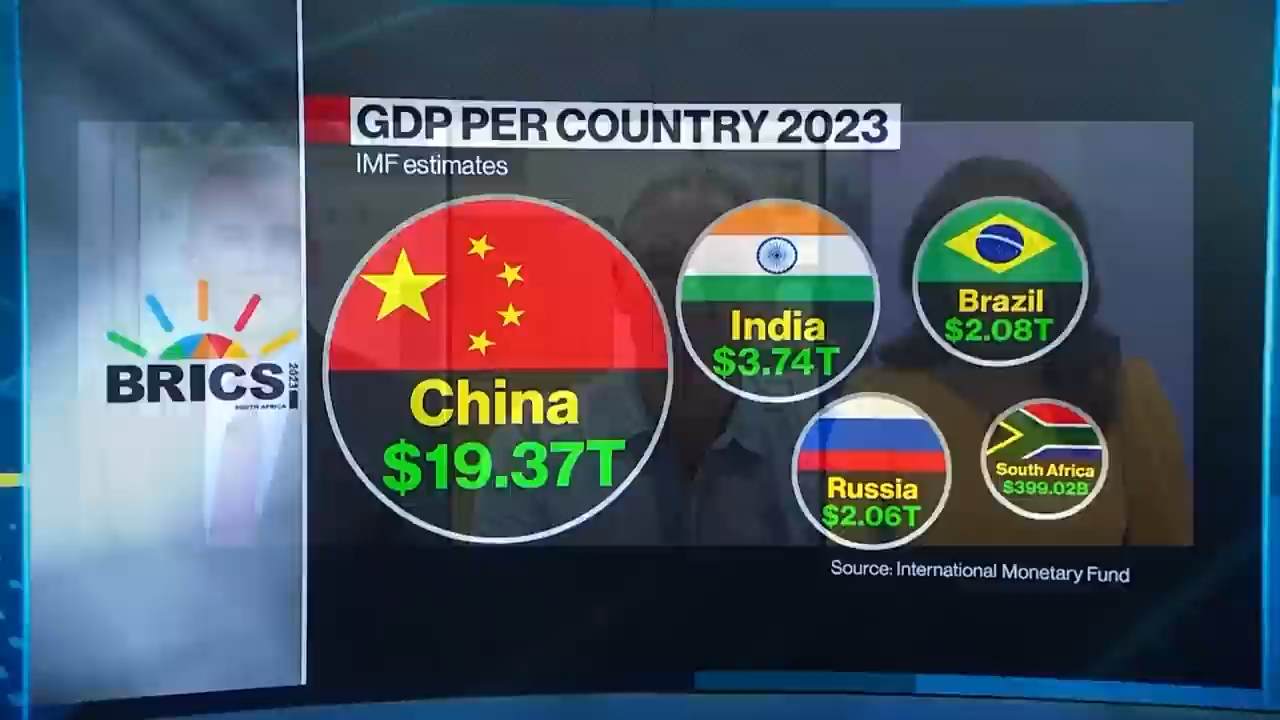 GDP PER COUNTRY 2023
IMF estimates
China
$19.37T
India
$3.74T
Brazil
$2.08T
Russia
$2.06T
South Africa
$399.02B
BRICS
2023
SOUTH AFRICA
Source: International Monetary Fund